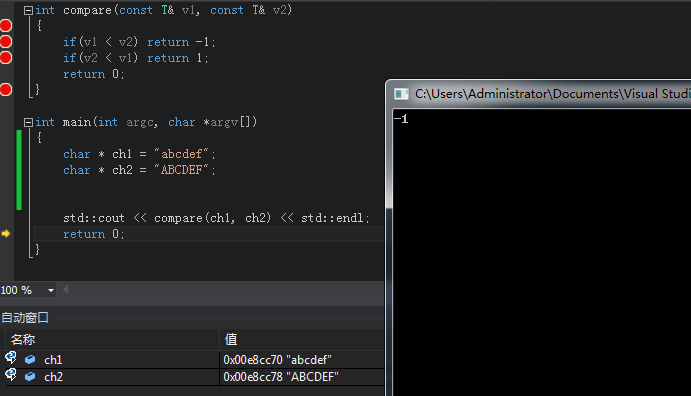 int compare(const T& v1, const T& v2)
{
if(v1 < v2) return -1;
if(v2 < v1) return 1;
return 0;
}
int main(int argc, char *argv[])
{
char * ch1 = "abcdef";
char * ch2 = "ABCDEF";
std::cout << compare(ch1, ch2) << std::endl;
return 0;
}
100 %
自动窗口
名称 值
ch1 0x00e8cc70 "abcdef"
ch2 0x00e8cc78 "ABCDEF"
C:\Users\Administrator\Documents\Visual Studi
-1